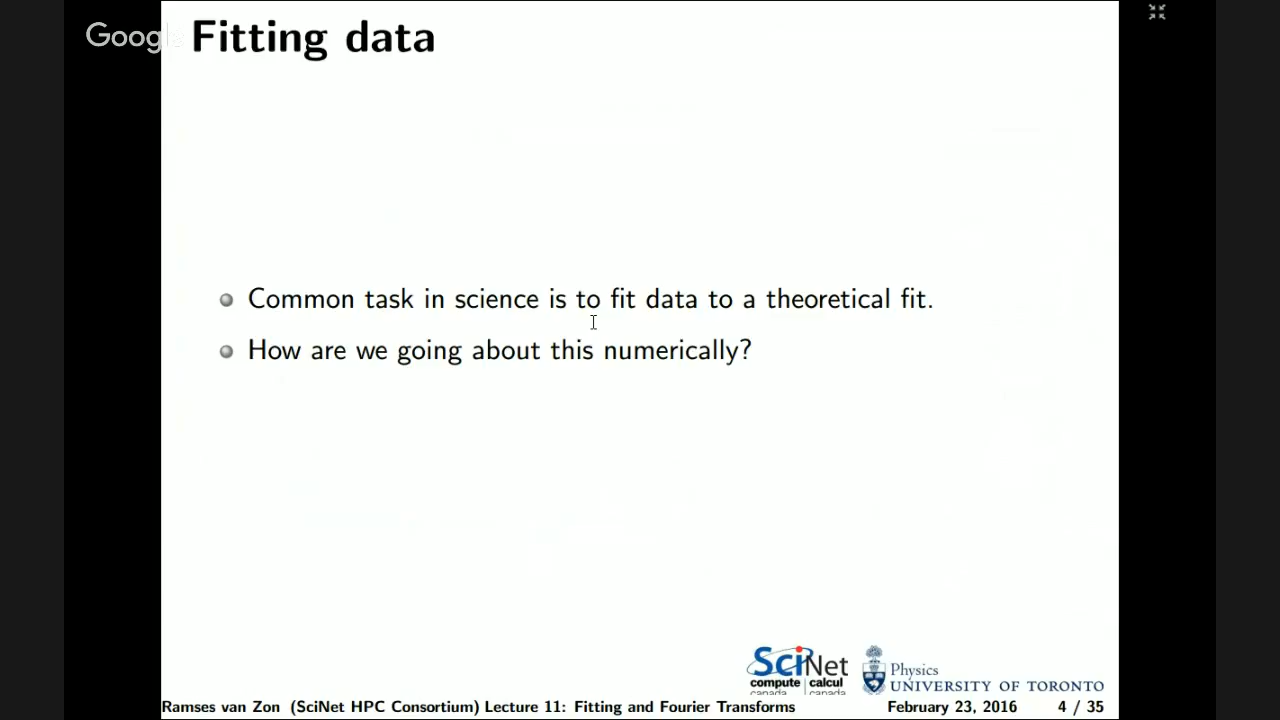 Google Fitting data
Common task in science is to fit data to a theoretical fit.
How are we going about this numerically?
SciNet
compute | calcul
canada canada
Physics
UNIVERSITY OF TORONTO
Ramses van Zon (SciNet HPC Consortium) Lecture 11: Fitting and Fourier Transforms February 23, 2016 4 / 35